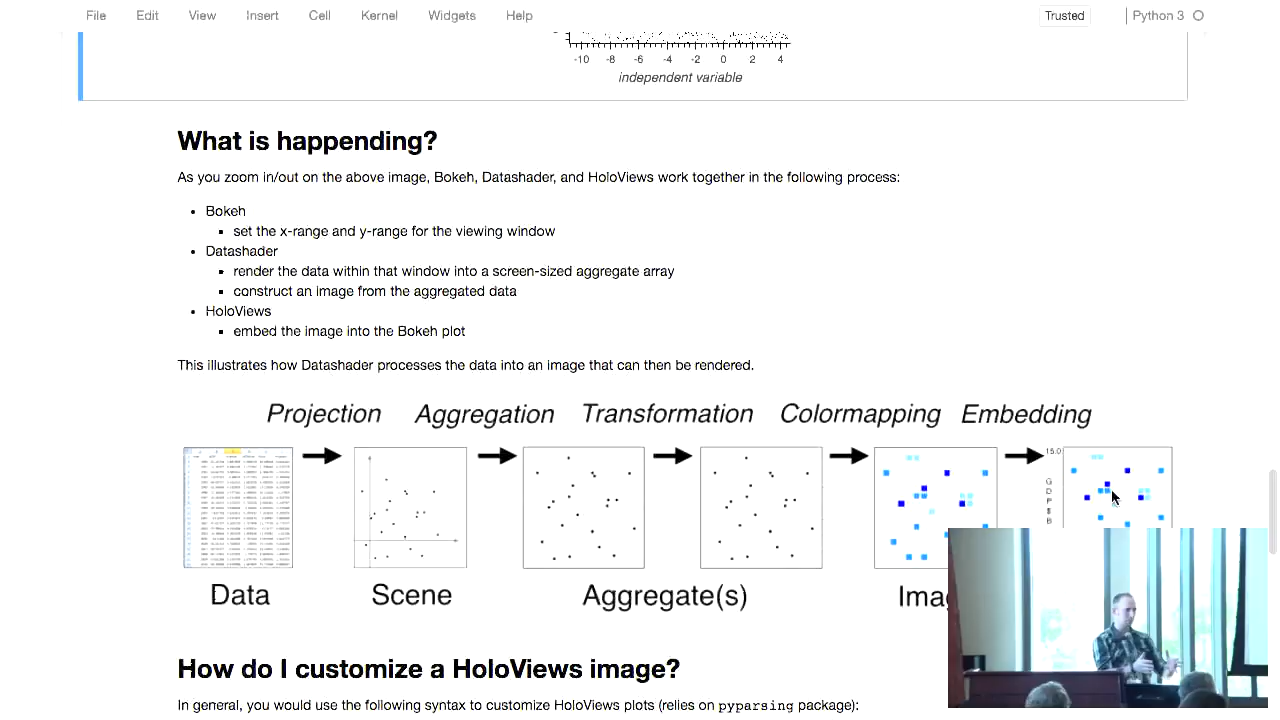 File Edit View Insert Cell Kernel Widgets Help Trusted Python 3
-10 -8 -6 -4 -2 0 2 4
independent variable
What is happending?
As you zoom in/out on the above image, Bokeh, Datashader, and HoloViews work together in the following process:
Bokeh
set the x-range and y-range for the viewing window
Datashader
render the data within that window into a screen-sized aggregate array
construct an image from the aggregated data
HoloViews
embed the image into the Bokeh plot
This illustrates how Datashader processes the data into an image that can then be rendered.
Projection Aggregation Transformation Colormapping Embedding
15.0
G
D
P
$
B
Data Scene Aggregate(s)
How do I customize a HoloViews image?
In general, you would use the following syntax to customize HoloViews plots (relies on pyparsing package):